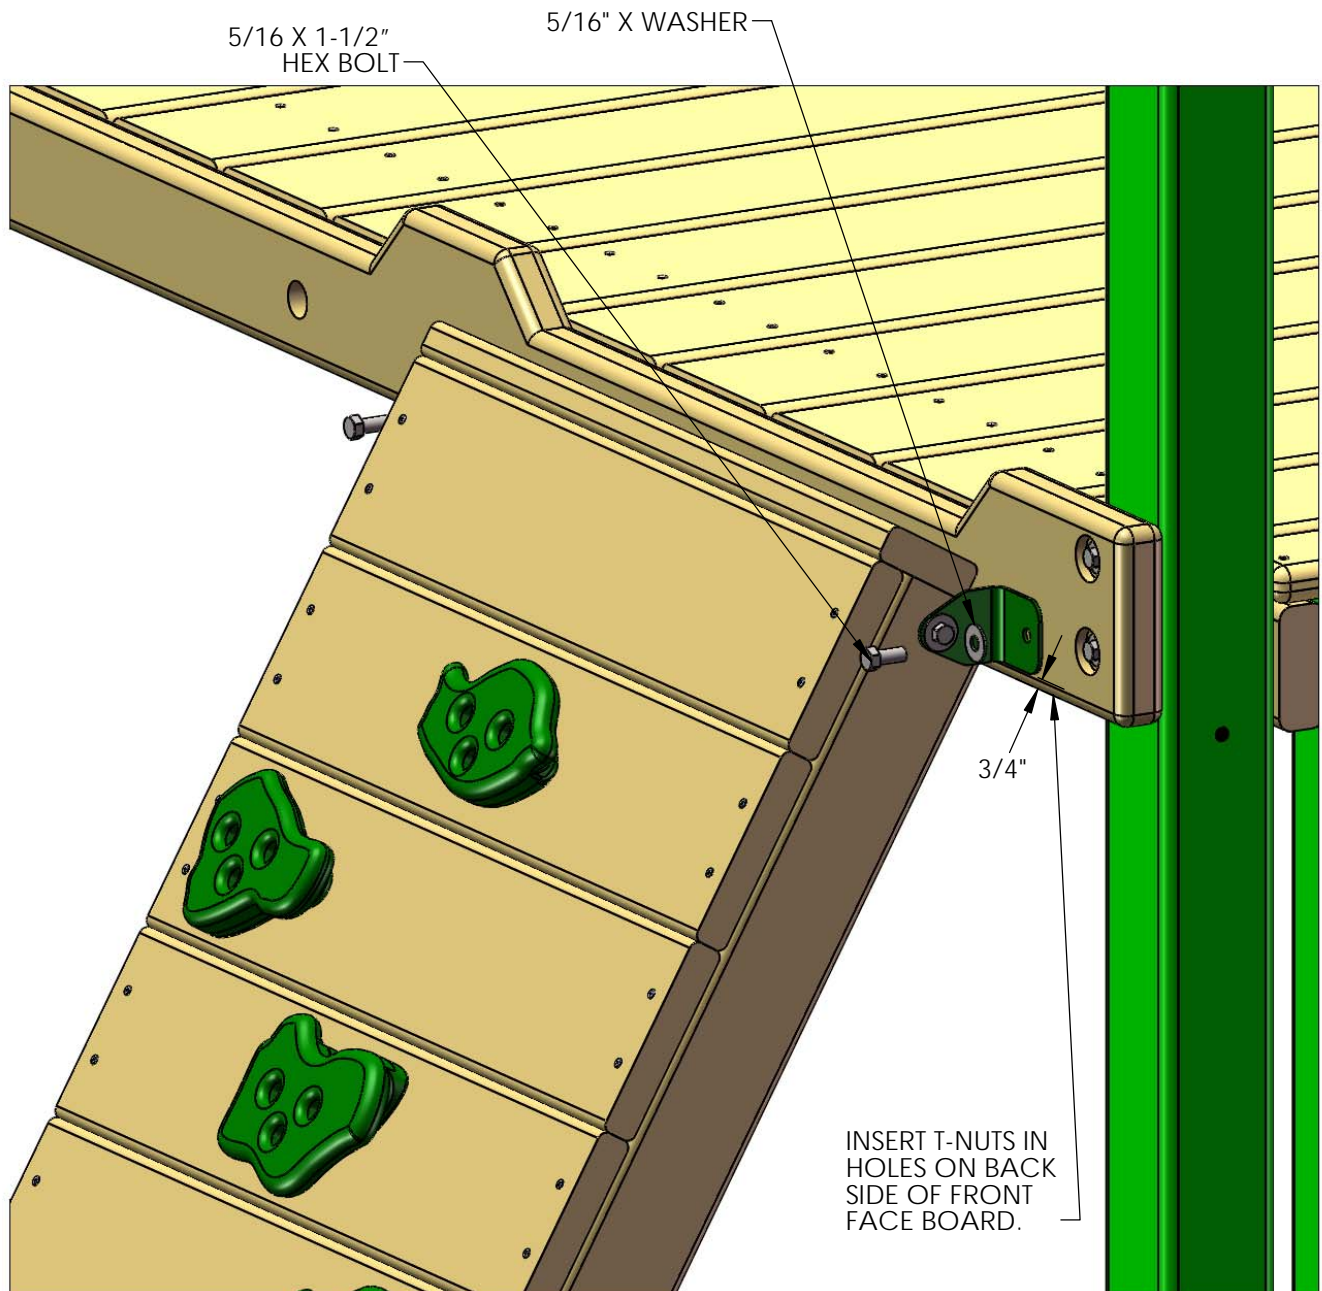 5/16" X WASHER
5/16 X 1-1/2"
HEX BOLT
3/4"
INSERT T-NUTS IN
HOLES ON BACK
SIDE OF FRONT
FACE BOARD.